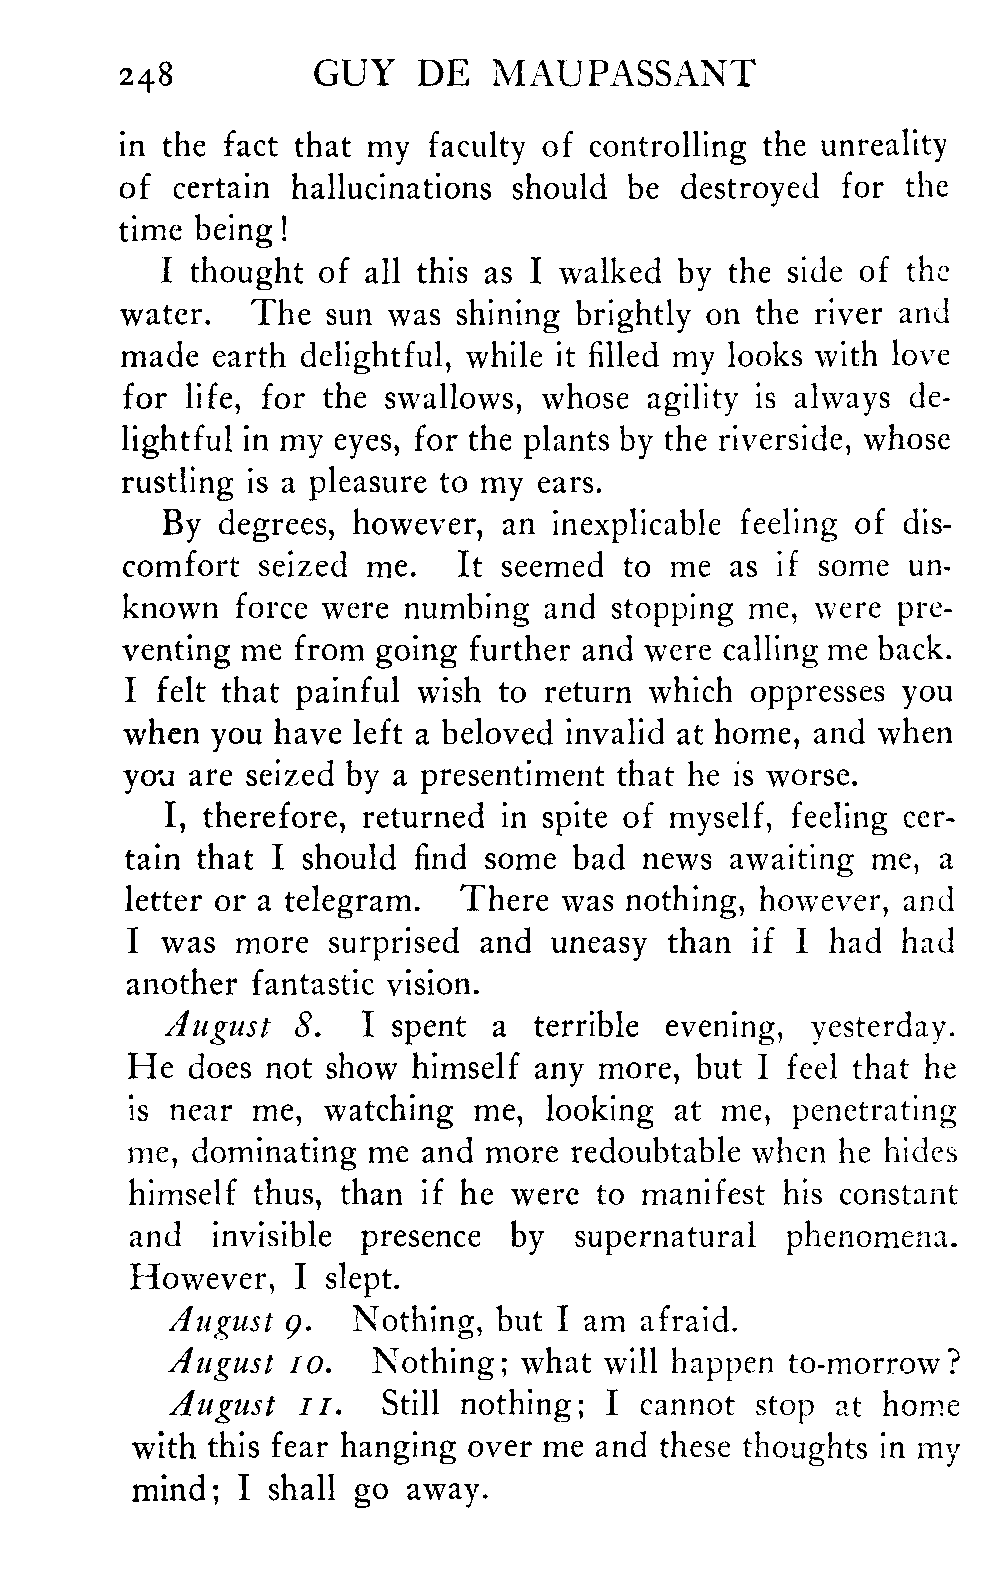 248 GUY DE MAUPASSANT
in the fact that my faculty of controlling the unreality
of certain hallucinations should be destroyed for the
time being!
I thought of all this as I walked by the side of the
water. The sun was shining brightly on the river and
made earth delightful, while it filled my looks with love
for life, for the swallows, whose agility is always de-
lightful in my eyes, for the plants by the riverside, whose
rustling is a pleasure to my ears.
By degrees, however, an inexplicable feeling of dis-
comfort seized me. It seemed to me as if some un-
known force were numbing and stopping me, were pre-
venting me from going further and were calling me back.
I felt that painful wish to return which oppresses you
when you have left a beloved invalid at home, and when
you are seized by a presentiment that he is worse.
I, therefore, returned in spite of myself, feeling cer-
tain that I should find some bad news awaiting me, a
letter or a telegram. There was nothing, however, and
I was more surprised and uneasy than if I had had
another fantastic vision.
August 8. I spent a terrible evening, yesterday.
He does not show himself any more, but I feel that he
is near me, watching me, looking at me, penetrating
me, dominating me and more redoubtable when he hides
himself thus, than if he were to manifest his constant
and invisible presence by supernatural phenomena.
However, I slept.
August 9. Nothing, but I am afraid.
August 10. Nothing; what will happen to-morrow?
August 11. Still nothing; I cannot stop at home
with this fear hanging over me and these thoughts in my
mind; I shall go away.